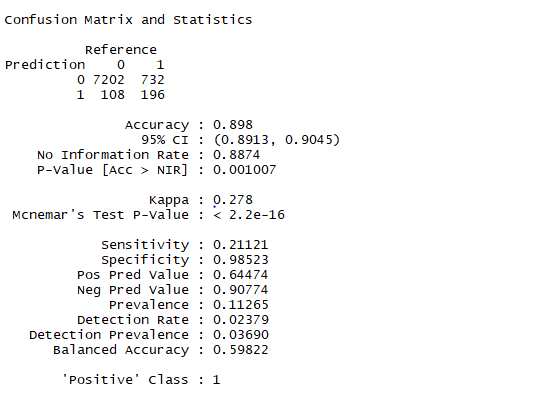 Confusion Matrix and Statistics
Reference
Prediction 0 1
0 7202 732
1 108 196
Accuracy : 0.898
95% CI : (0.8913, 0.9045)
No Information Rate : 0.8874
P-Value [Acc > NIR] : 0.001007
Kappa : 0.278
Mcnemar's Test P-Value : < 2.2e-16
Sensitivity : 0.21121
Specificity : 0.98523
Pos Pred Value : 0.64474
Neg Pred Value : 0.90774
Prevalence : 0.11265
Detection Rate : 0.02379
Detection Prevalence : 0.03690
Balanced Accuracy : 0.59822
'Positive' Class : 1